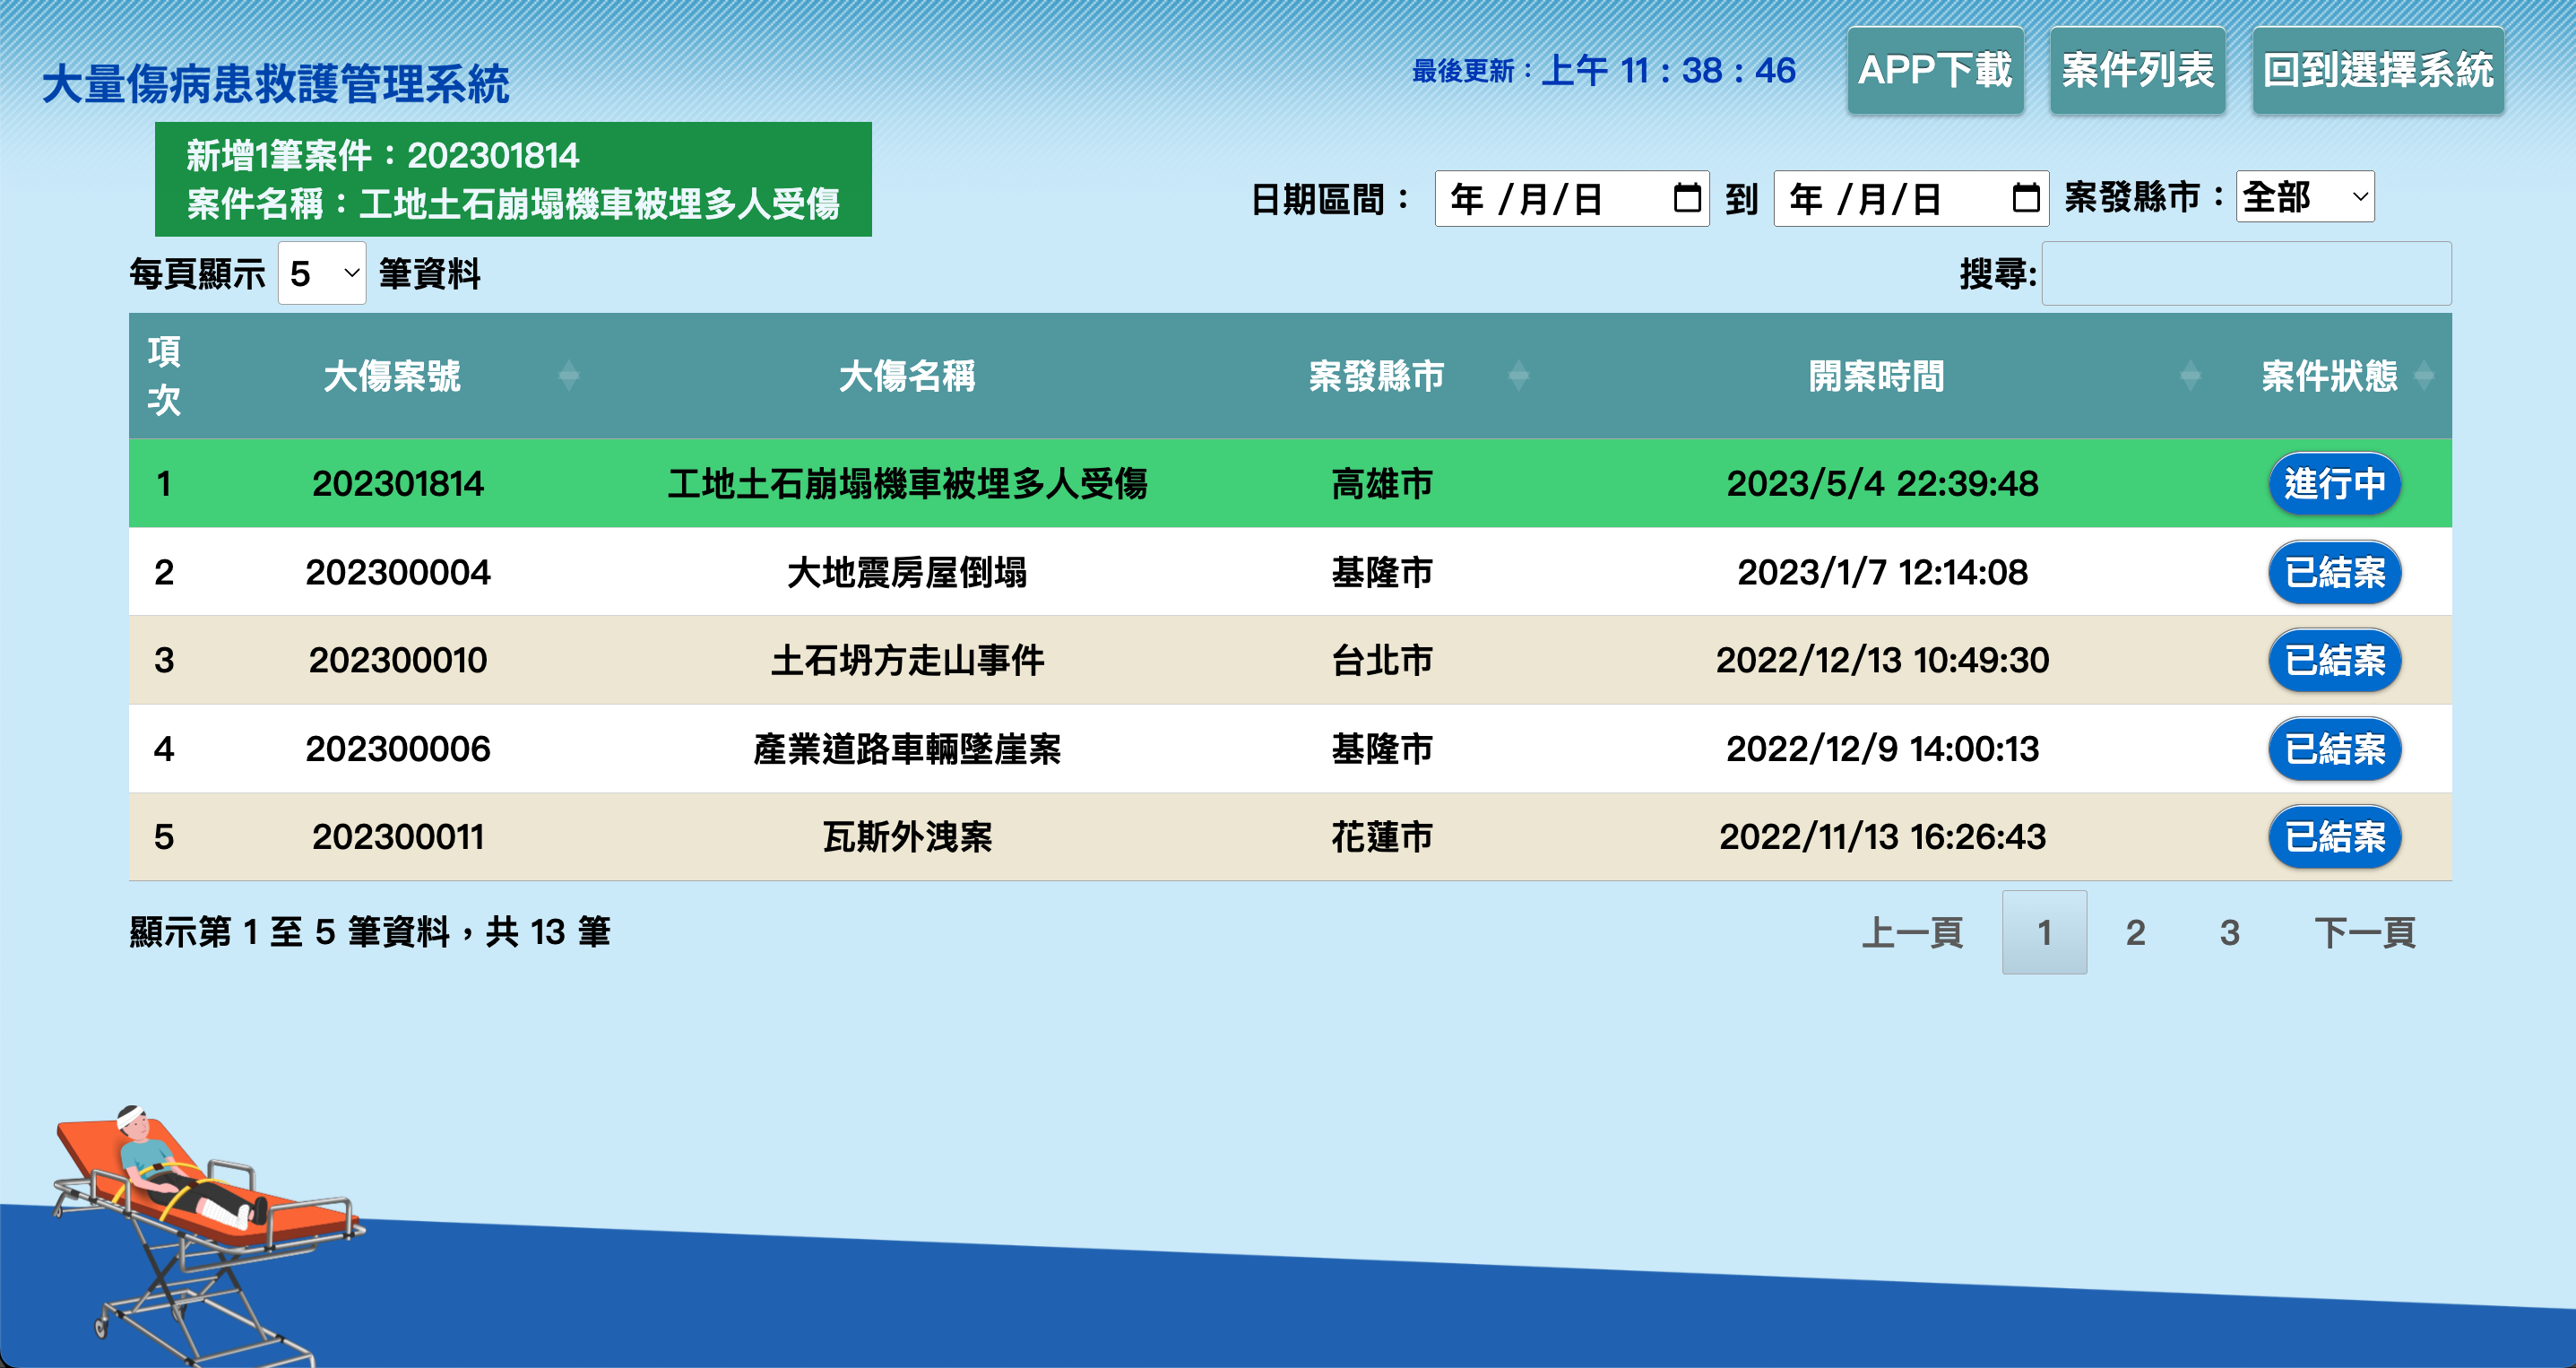 大量傷病患救護管理系統
最後更新：上午 11：38：46
APP下載
案件列表
回到選擇系統
新增1筆案件：202301814
案件名稱：工地土石崩塌機車被埋多人受傷
日期區間： 年 /月/日 到 年 /月/日 案發縣市：全部
每頁顯示 5 筆資料
搜尋:
項次 大傷案號 大傷名稱 案發縣市 開案時間 案件狀態
1 202301814 工地土石崩塌機車被埋多人受傷 高雄市 2023/5/4 22:39:48 進行中
2 202300004 大地震房屋倒塌 基隆市 2023/1/7 12:14:08 已結案
3 202300010 土石坍方走山事件 台北市 2022/12/13 10:49:30 已結案
4 202300006 產業道路車輛墜崖案 基隆市 2022/12/9 14:00:13 已結案
5 202300011 瓦斯外洩案 花蓮市 2022/11/13 16:26:43 已結案
顯示第 1 至 5 筆資料，共 13 筆
上一頁 1 2 3 下一頁